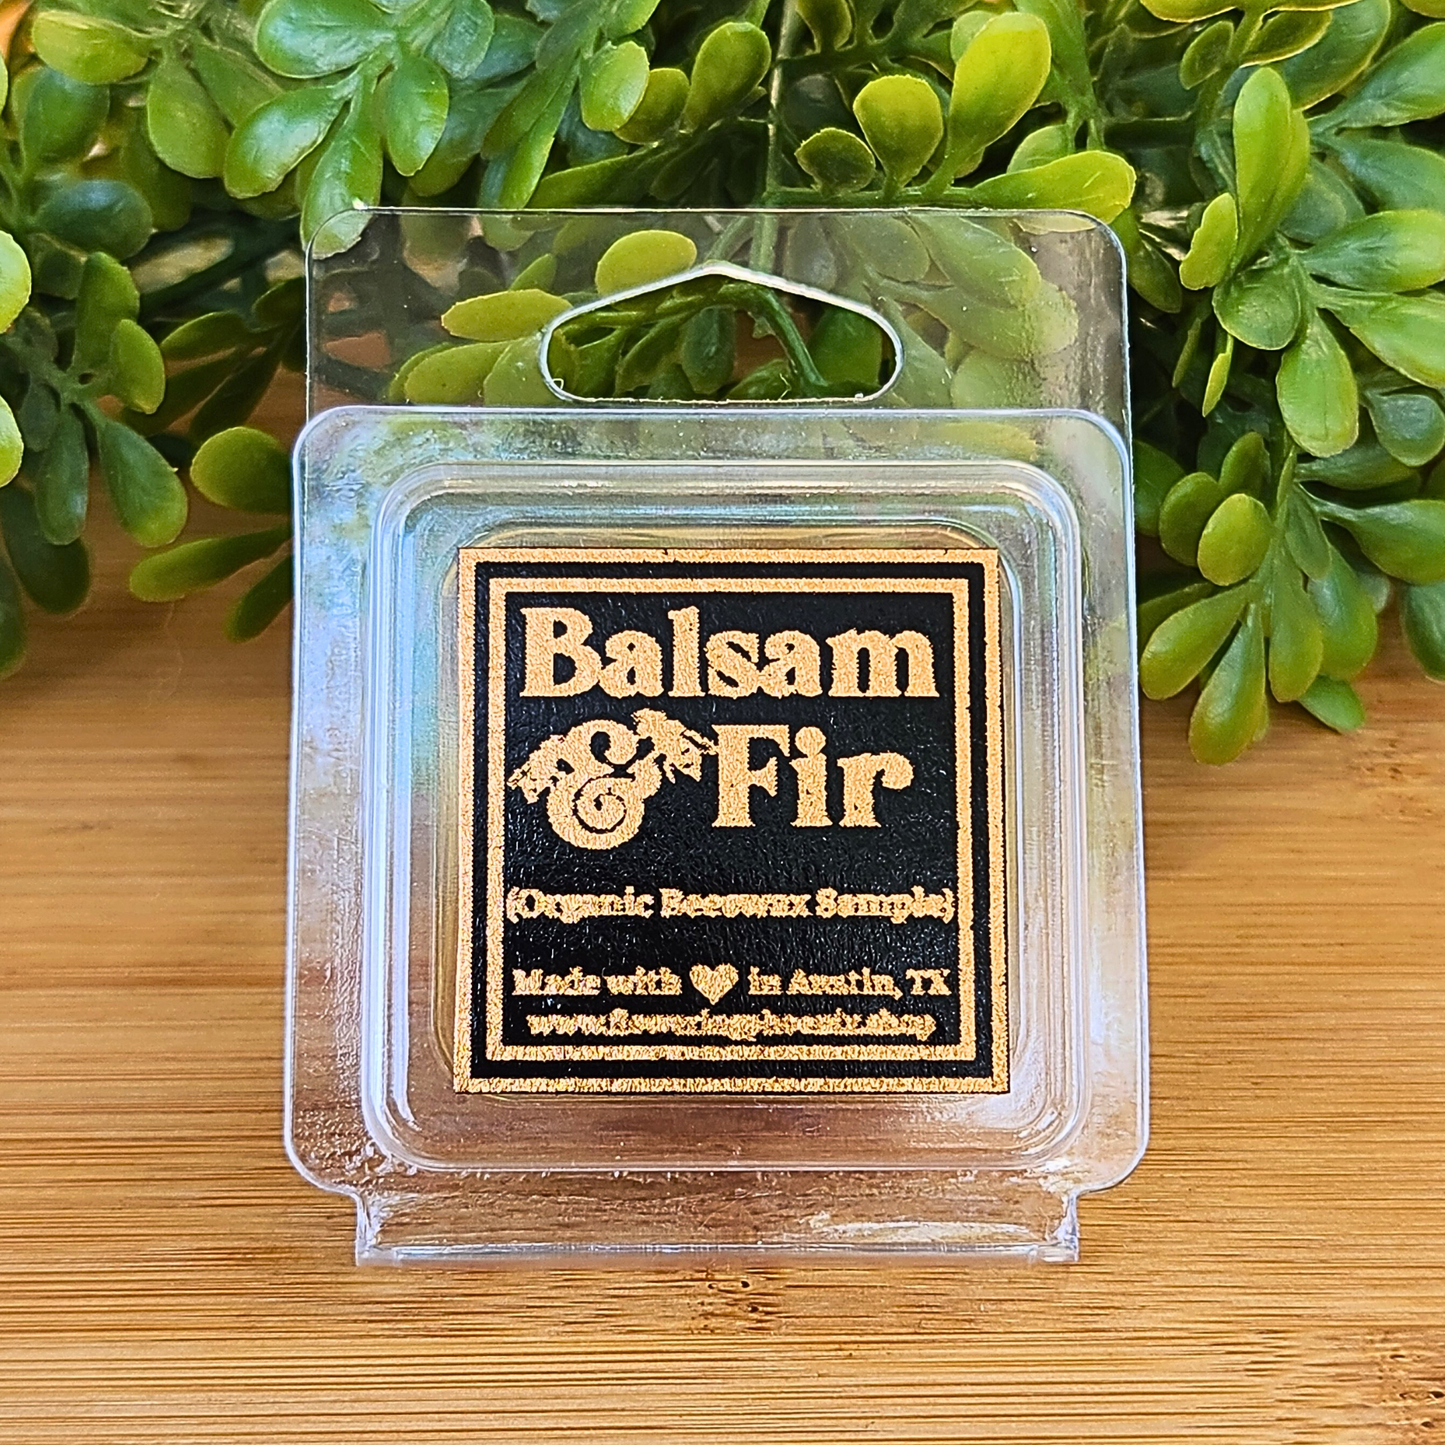 Balsam
& Fir
(Organic Beeswax Sample)
Made with ♥ in Austin, TX